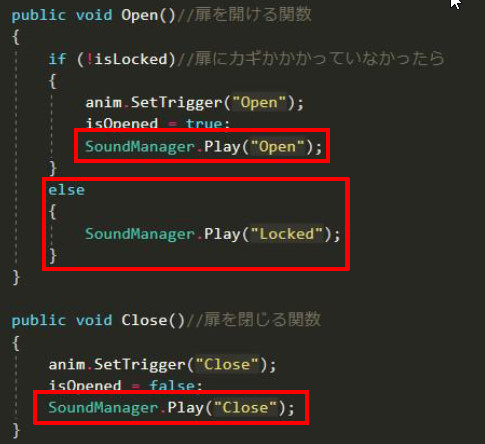 public void Open()//扉を開ける関数
{
if (!isLocked)//扉にカギがかかっていなかったら
{
anim.SetTrigger("Open");
isOpened = true;
SoundManager.Play("Open");
}
else
{
SoundManager.Play("Locked");
}
}
public void Close()//扉を閉じる関数
{
anim.SetTrigger("Close");
isOpened = false;
SoundManager.Play("Close");
}